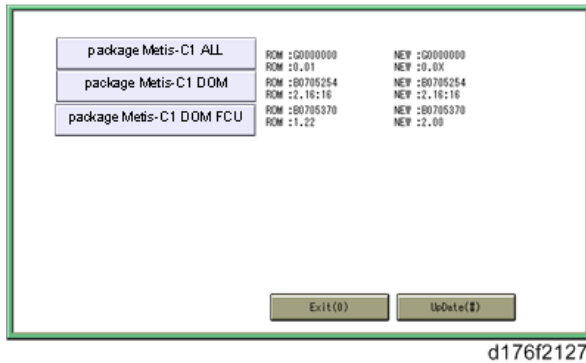 package Metis-C1 ALL
ROM :G0000000 NEW :G0000000
ROM :0.01 NEW :0.0X
package Metis-C1 DOM
ROM :B0705254 NEW :B0705254
ROM :2.16:16 NEW :2.16:16
package Metis-C1 DOM FCU
ROM :B0705370 NEW :B0705370
ROM :1.22 NEW :2.00
Exit(0) UpDate(#)
d176f2127